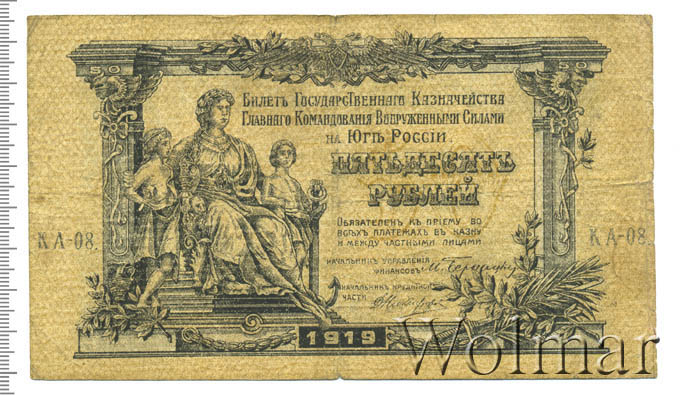 50 50
Билетъ Государственнаго Казначейства
Главнаго Командованія Вооруженными Силами
на Югѣ Россіи.
ПЯТЬДЕСЯТЪ
РУБЛЕЙ
Обязателенъ къ пріему во
всѣхъ платежахъ въ казну
и между частными лицами
КА-08. КА-08.
Начальникъ управленія
финансовъ
Начальникъ кредитной
части
1919
Wolmar